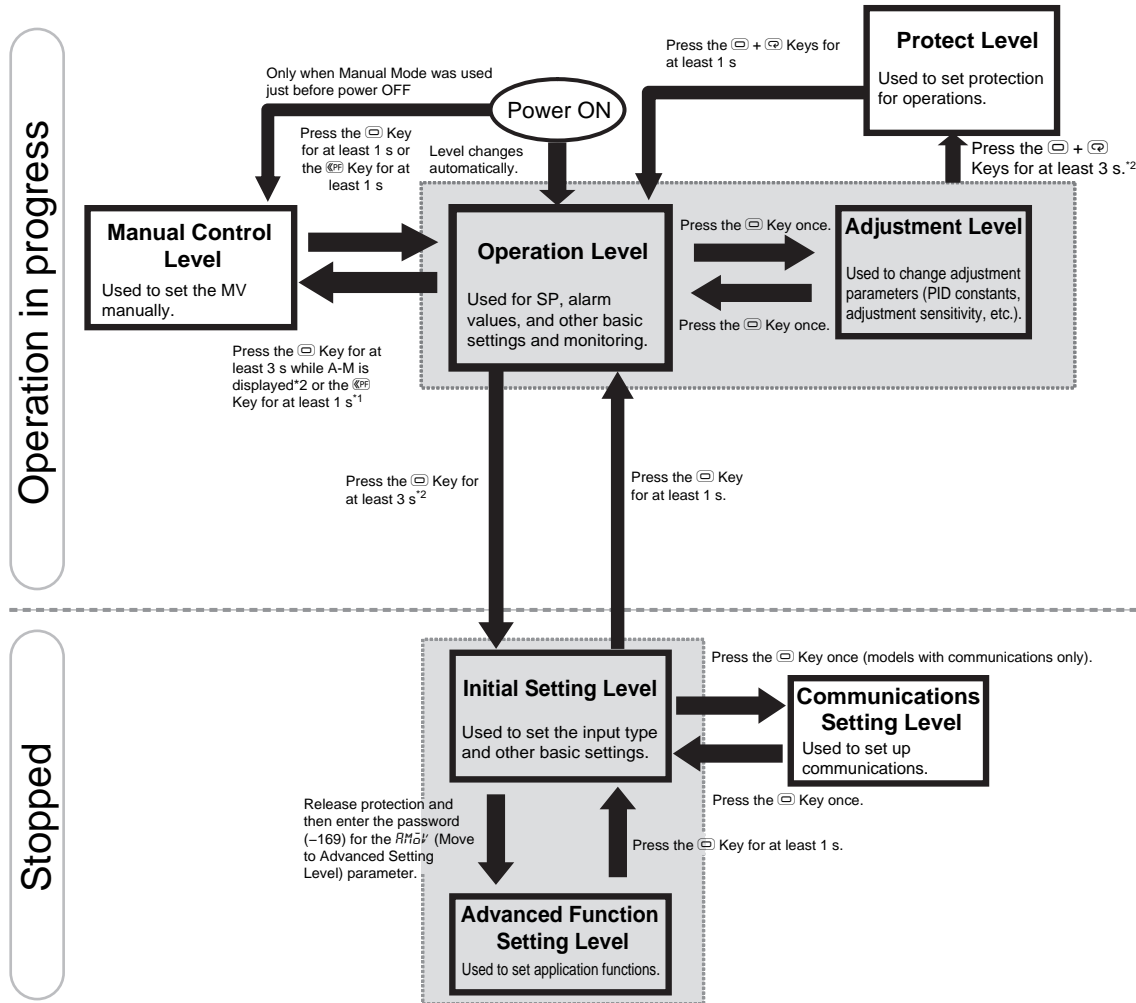 Operation in progress
Only when Manual Mode was used
just before power OFF
Power ON
Press the Key
for at least 1 s or
the PF Key for at
least 1 s
Level changes
automatically.
Press the + Keys for
at least 1 s
Protect Level
Used to set protection
for operations.
Press the +
Keys for at least 3 s.*2
Manual Control
Level
Used to set the MV
manually.
Operation Level
Used for SP, alarm
values, and other basic
settings and monitoring.
Press the Key once.
Press the Key once.
Adjustment Level
Used to change adjustment
parameters (PID constants,
adjustment sensitivity, etc.).
Press the Key for at
least 3 s while A-M is
displayed*2 or the PF
Key for at least 1 s*1
Press the Key for
at least 3 s*2
Press the Key
for at least 1 s.
Stopped
Initial Setting Level
Used to set the input type
and other basic settings.
Press the Key once (models with communications only).
Communications
Setting Level
Used to set up
communications.
Press the Key once.
Release protection and
then enter the password
(−169) for the AMoV (Move
to Advanced Setting
Level) parameter.
Press the Key for at least 1 s.
Advanced Function
Setting Level
Used to set application functions.